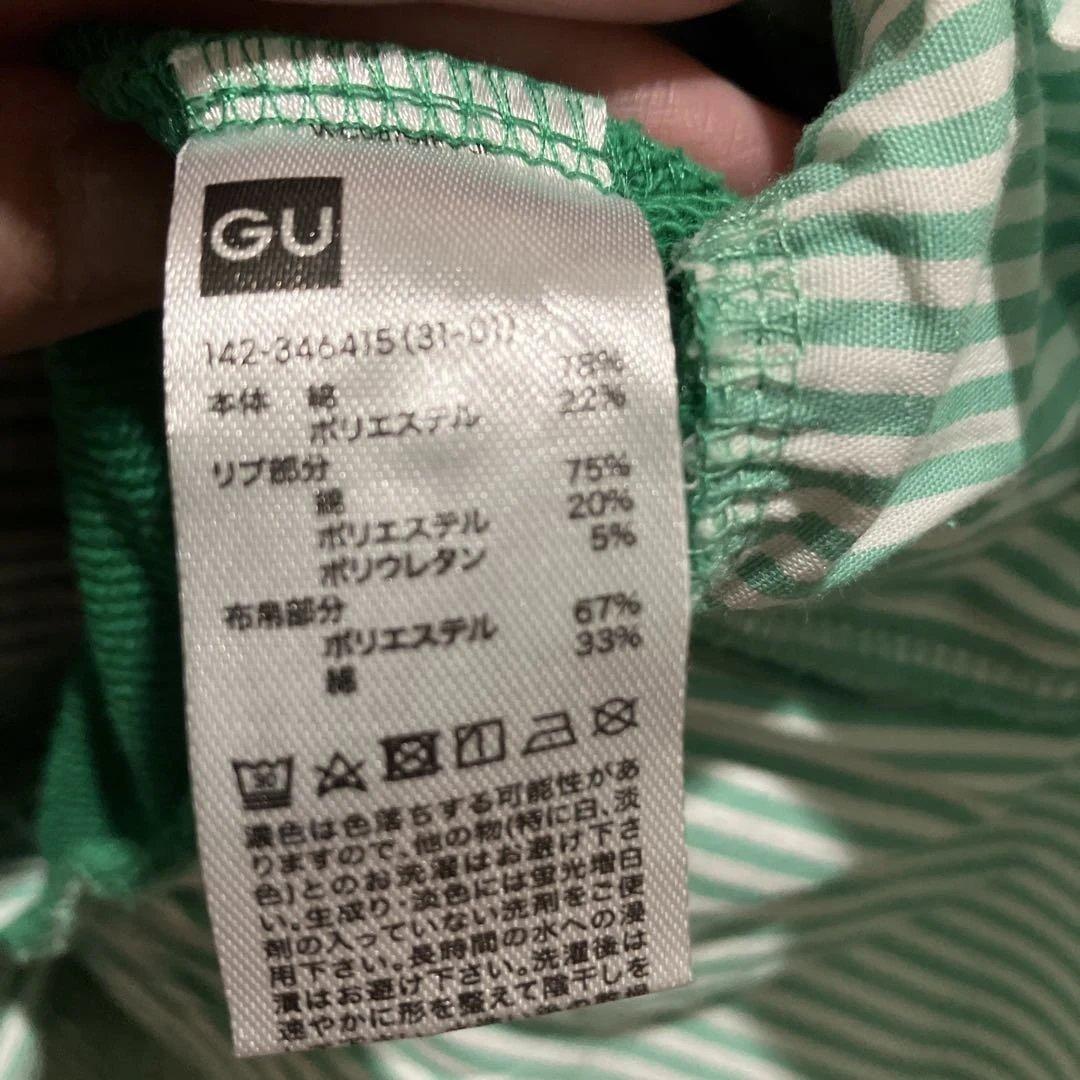 GU
142-346415(31-01)
本体 綿 78%
ポリエステル 22%
リブ部分
綿 75%
ポリエステル 20%
ポリウレタン 5%
布帛部分
ポリエステル 67%
綿 33%
濃色は色落ちする可能性があ
りますので、他の物(特に白、淡
色)とのお洗濯はお避け下さ
い。生成り・淡色には蛍光増白
剤の入っていない洗剤をご使
用下さい。長時間の水への浸
漬はお避け下さい。洗濯後は
速やかに形を整えて陰干しを